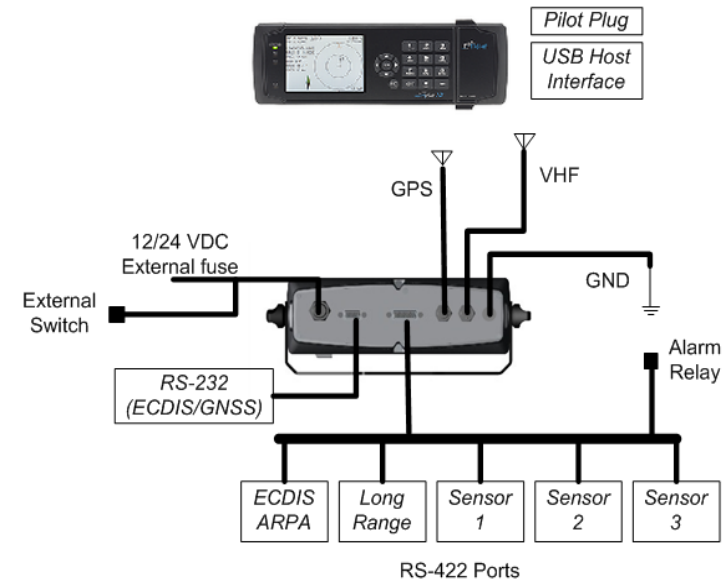 Pilot Plug
USB Host
Interface
GPS
VHF
12/24 VDC
External fuse
External
Switch
GND
Alarm
Relay
RS-232
(ECDIS/GNSS)
ECDIS
ARPA
Long
Range
Sensor
1
Sensor
2
Sensor
3
RS-422 Ports